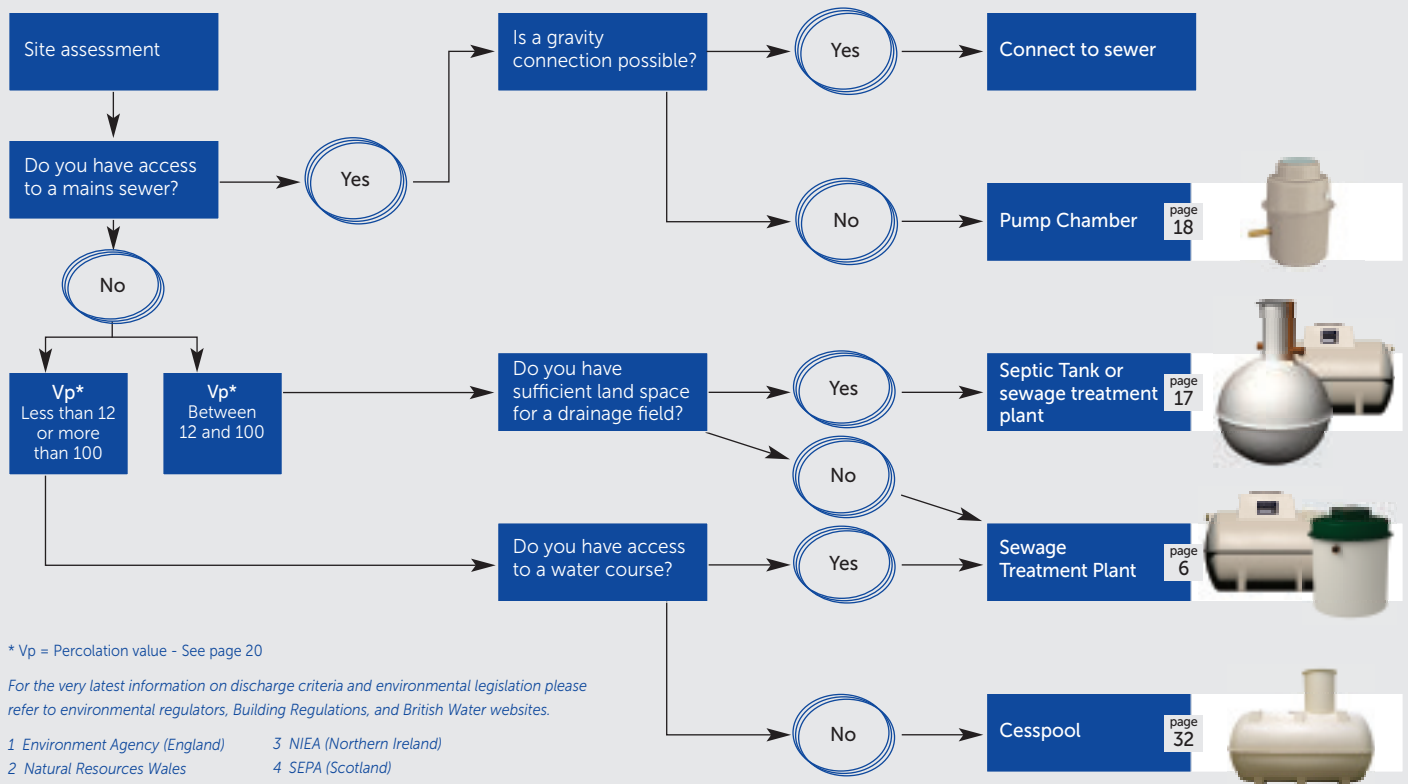 Site assessment
Is a gravity
connection possible?
Yes
Connect to sewer
Do you have access
to a mains sewer?
Yes
No
Pump Chamber
page
18
No
Vp*
Less than 12
or more
than 100
Vp*
Between
12 and 100
Do you have
sufficient land space
for a drainage field?
Yes
Septic Tank or
sewage treatment
plant
page
17
No
Do you have access
to a water course?
Yes
Sewage
Treatment Plant
page
6
No
Cesspool
page
32
* Vp = Percolation value - See page 20
For the very latest information on discharge criteria and environmental legislation please
refer to environmental regulators, Building Regulations, and British Water websites.
1 Environment Agency (England)
2 Natural Resources Wales
3 NIEA (Northern Ireland)
4 SEPA (Scotland)